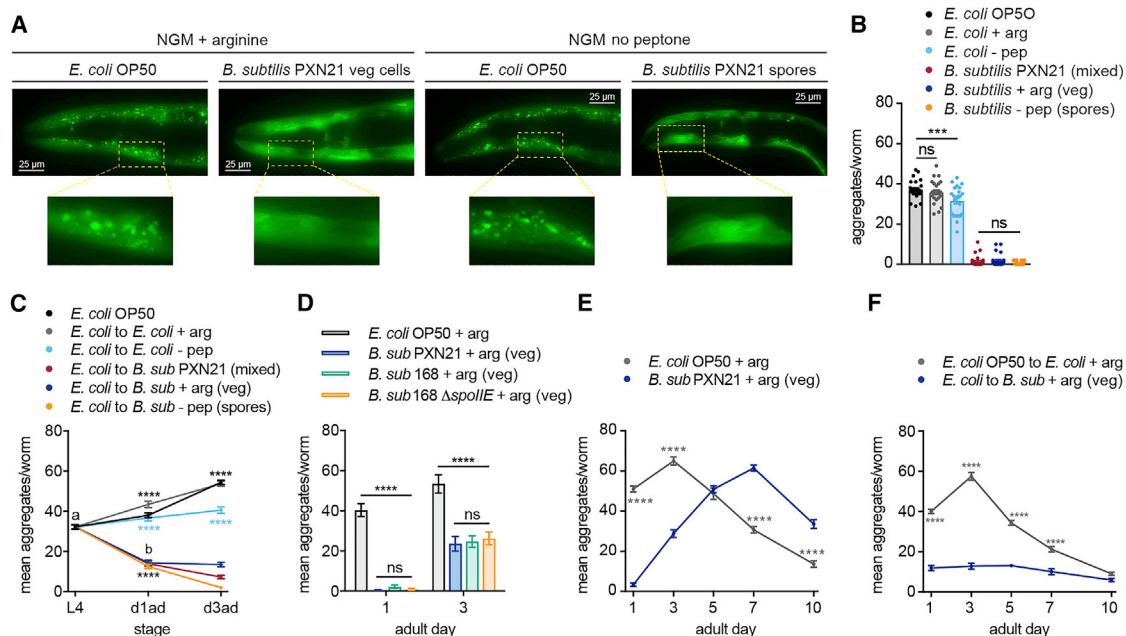 A
NGM + arginine
NGM no peptone
E. coli OP50
B. subtilis PXN21 veg cells
E. coli OP50
B. subtilis PXN21 spores
25 µm
25 µm
25 µm
25 µm
B
E. coli OP5O
E. coli + arg
E. coli - pep
B. subtilis PXN21 (mixed)
B. subtilis + arg (veg)
B. subtilis - pep (spores)
aggregates/worm
80
60
40
20
0
***
ns
ns
C
E. coli OP50
E. coli to E. coli + arg
E. coli to E. coli - pep
E. coli to B. sub PXN21 (mixed)
E. coli to B. sub + arg (veg)
E. coli to B. sub - pep (spores)
mean aggregates/worm
80
60
40
20
0
a
****
****
****
****
b
****
L4
d1ad
d3ad
stage
D
E. coli OP50 + arg
B. sub PXN21 + arg (veg)
B. sub 168 + arg (veg)
B. sub 168 ΔspoIIE + arg (veg)
mean aggregates/worm
80
60
40
20
0
****
ns
****
ns
1
3
adult day
E
E. coli OP50 + arg
B. sub PXN21 + arg (veg)
mean aggregates/worm
80
60
40
20
0
****
****
****
****
1
3
5
7
10
adult day
F
E. coli OP50 to E. coli + arg
E. coli to B. sub + arg (veg)
mean aggregates/worm
80
60
40
20
0
****
****
****
****
1
3
5
7
10
adult day